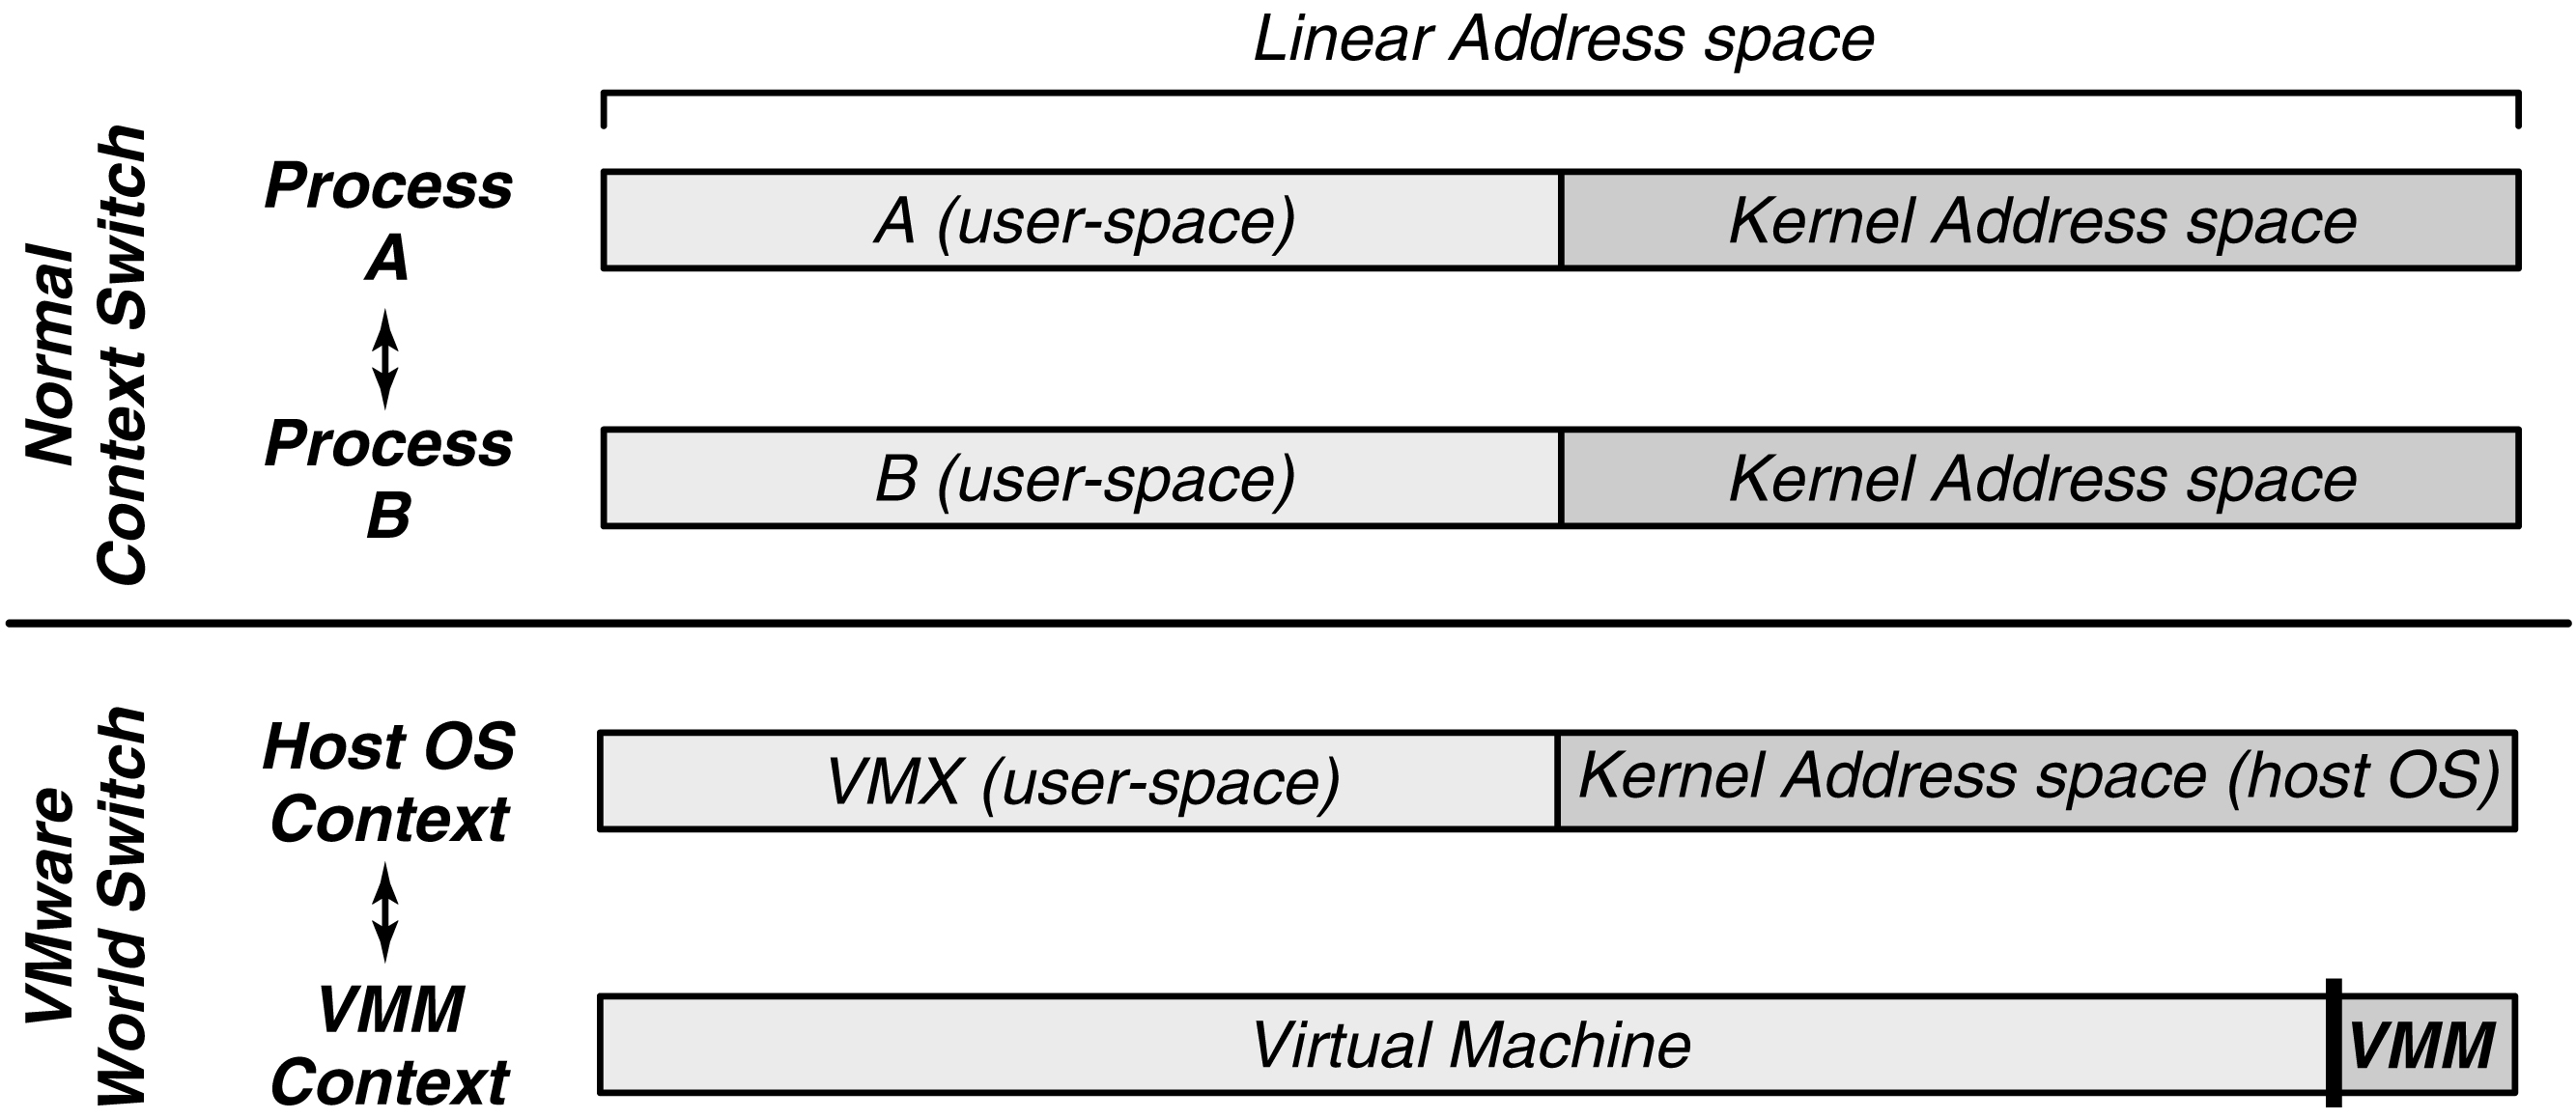 Linear Address space
Normal
Context Switch
Process
A
A (user-space)
Kernel Address space
Process
B
B (user-space)
Kernel Address space
VMware
World Switch
Host OS
Context
VMX (user-space)
Kernel Address space (host OS)
VMM
Context
Virtual Machine
VMM